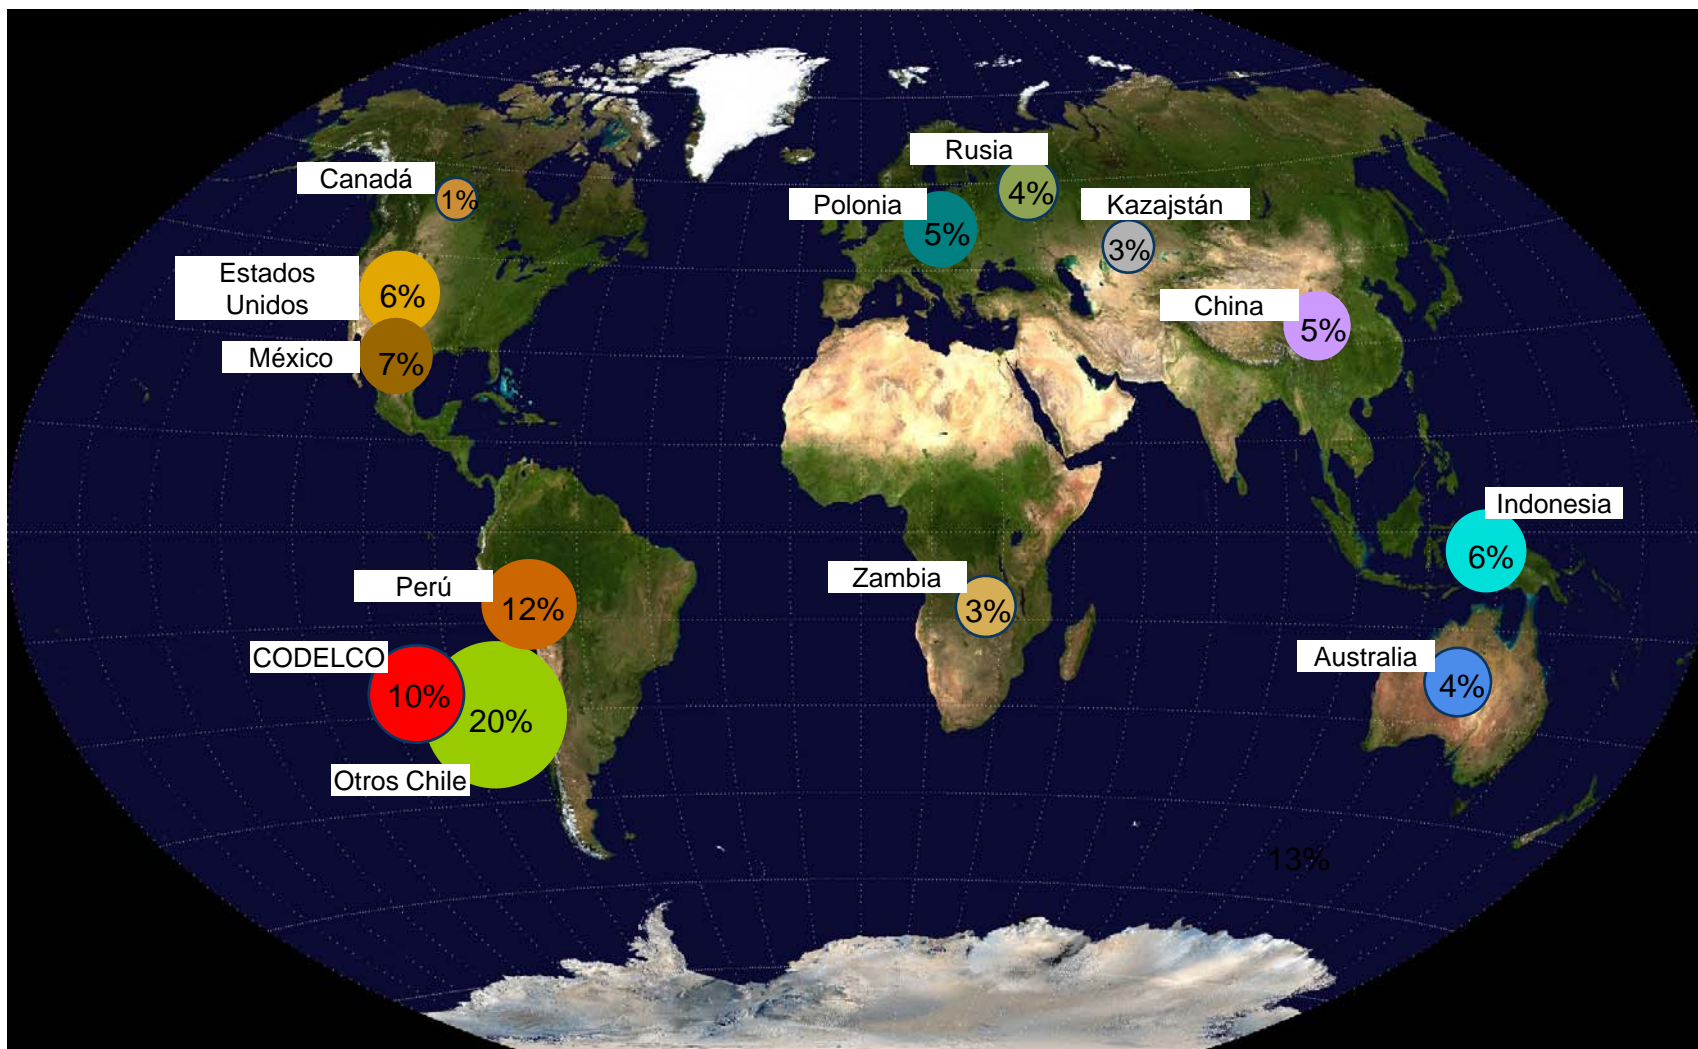 Rusia
4%
Canadá
1%
Polonia
5%
Kazajstán
3%
Estados
Unidos
6%
China
5%
México
7%
Indonesia
6%
Perú
12%
Zambia
3%
CODELCO
10%
Australia
4%
20%
Otros Chile
13%